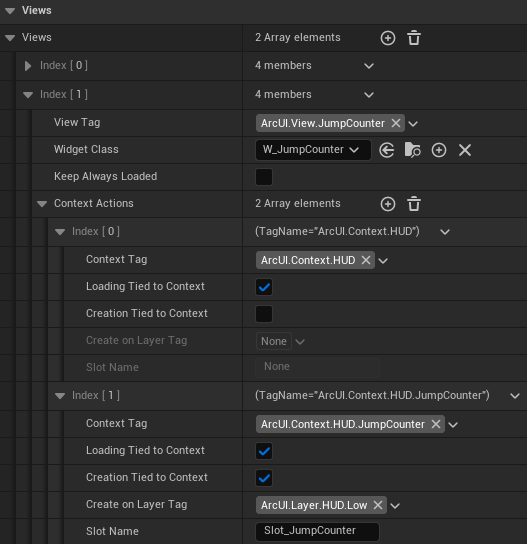 Views
Views 2 Array elements
Index [ 0 ] 4 members
Index [ 1 ] 4 members
View Tag ArcUI.View.JumpCounter
Widget Class W_JumpCounter
Keep Always Loaded
Context Actions 2 Array elements
Index [ 0 ] (TagName="ArcUI.Context.HUD")
Context Tag ArcUI.Context.HUD
Loading Tied to Context
Creation Tied to Context
Create on Layer Tag None
Slot Name None
Index [ 1 ] (TagName="ArcUI.Context.HUD.JumpCounter")
Context Tag ArcUI.Context.HUD.JumpCounter
Loading Tied to Context
Creation Tied to Context
Create on Layer Tag ArcUI.Layer.HUD.Low
Slot Name Slot_JumpCounter